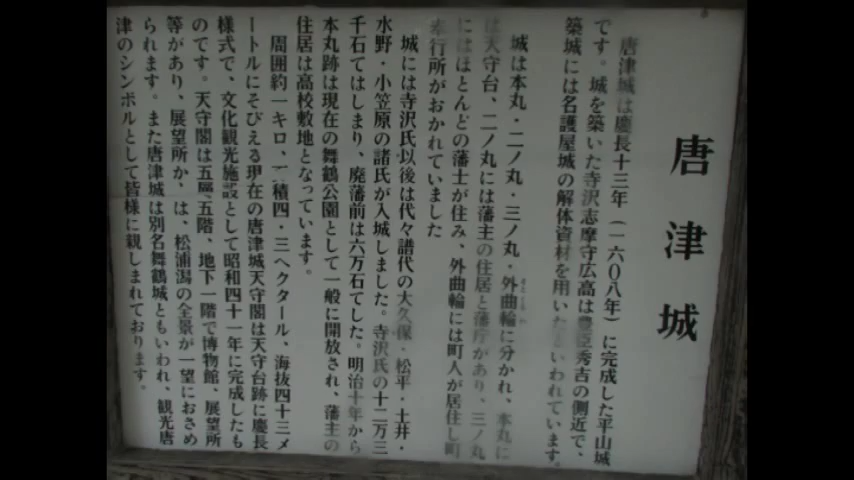 唐津城
唐津城は慶長十三年（一六〇八年）に完成した平山城
です。城を築いた寺沢志摩守広高は豊臣秀吉の側近で、
築城には名護屋城の解体資材を用いたといわれています。
城は本丸・二ノ丸・三ノ丸・外曲輪に分かれ、本丸に
は天守台、二ノ丸には藩主の住居と藩庁があり、三ノ丸
にはほとんどの藩士が住み、外曲輪には町人が居住し町
奉行所がおかれていました
城には寺沢氏以後は代々譜代の大久保・松平・土井・
水野・小笠原の諸氏が入城しました。寺沢氏の十二万三
千石てはしまり、廃藩前は六万石てした。明治十年から
本丸跡は現在の舞鶴公園として一般に開放され、藩主の
住居は高校敷地となっています。
周囲約一キロ、積四・三ヘクタール、海抜四十三メ
ートルにそびえる現在の唐津城天守閣は天守台跡に慶長
様式で、文化観光施設として昭和四十一年に完成したも
のです。天守閣は五層五階、地下一階で博物館、展望所
等があり、展望所か、は、松浦潟の全景が一望におさめ
られます。また唐津城は別名舞鶴城ともいわれ、観光唐
津のシンボルとして皆様に親しまれております。